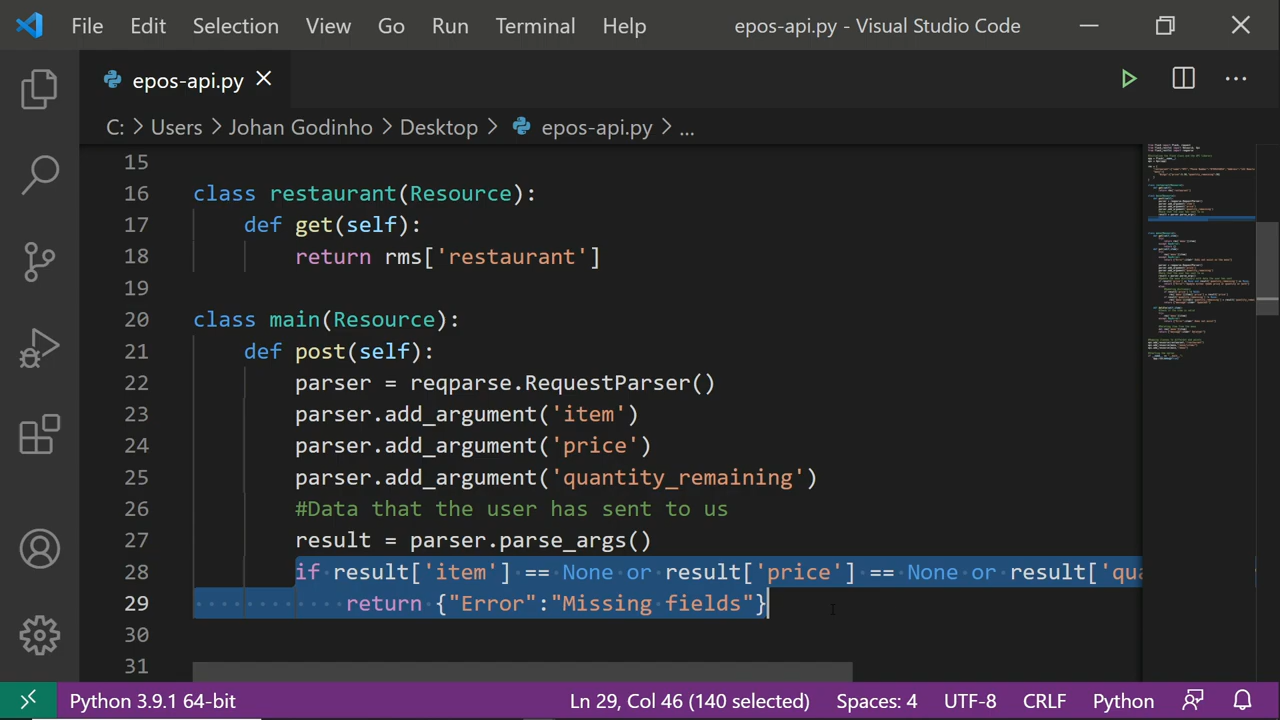 File Edit Selection View Go Run Terminal Help epos-api.py - Visual Studio Code
epos-api.py
C: > Users > Johan Godinho > Desktop > epos-api.py > ...
15
16 class restaurant(Resource):
17 def get(self):
18 return rms['restaurant']
19
20 class main(Resource):
21 def post(self):
22 parser = reqparse.RequestParser()
23 parser.add_argument('item')
24 parser.add_argument('price')
25 parser.add_argument('quantity_remaining')
26 #Data that the user has sent to us
27 result = parser.parse_args()
28 if result['item'] == None or result['price'] == None or result['qua
29 return {"Error":"Missing fields"}
30
31
Python 3.9.1 64-bit Ln 29, Col 46 (140 selected) Spaces: 4 UTF-8 CRLF Python